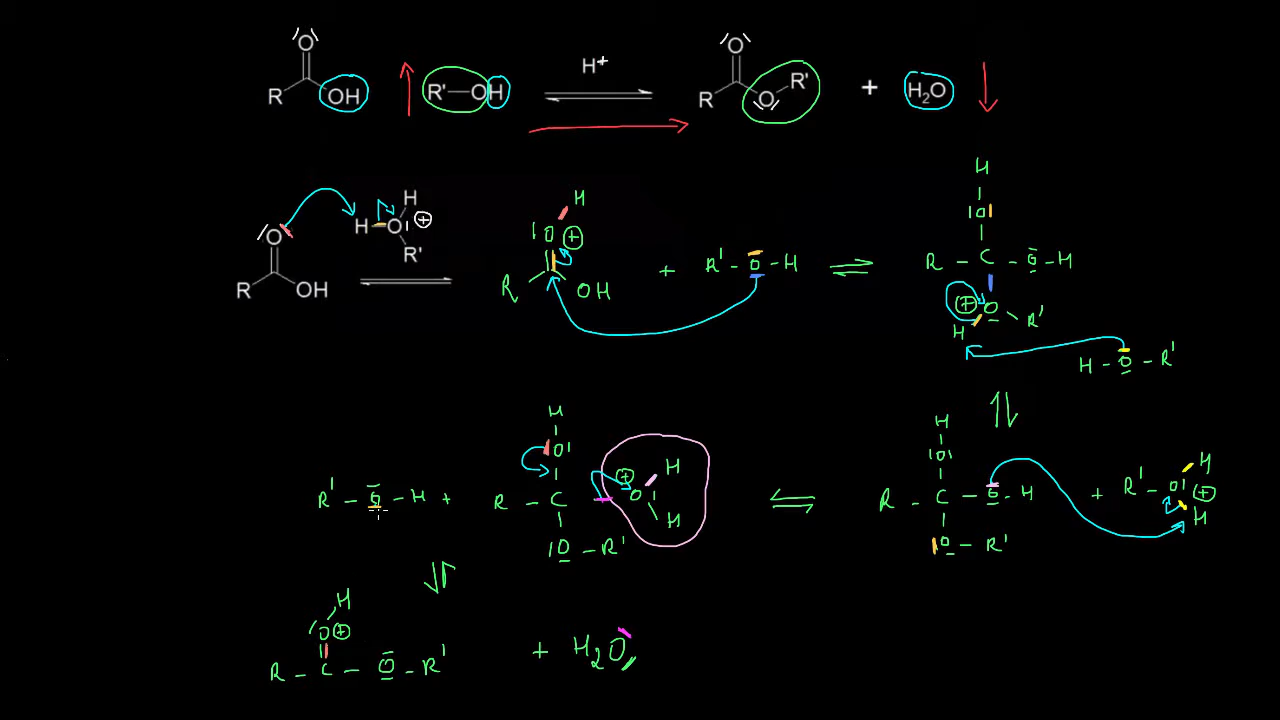 O O
R OH R'—OH H+ R O R' + H2O
H
H—O ⊕
R'
O
R OH
H
O ⊕
R OH + R'-O-H
H
O
R - C - O-H
⊕ O
H R'
H-O-R'
H
O
R - C - O ⊕ H H
R'-O-H +
O-R'
H
O
R - C - O-H + R'-O ⊕ H H
O-R'
H
O ⊕
R - C - O-R' + H2O